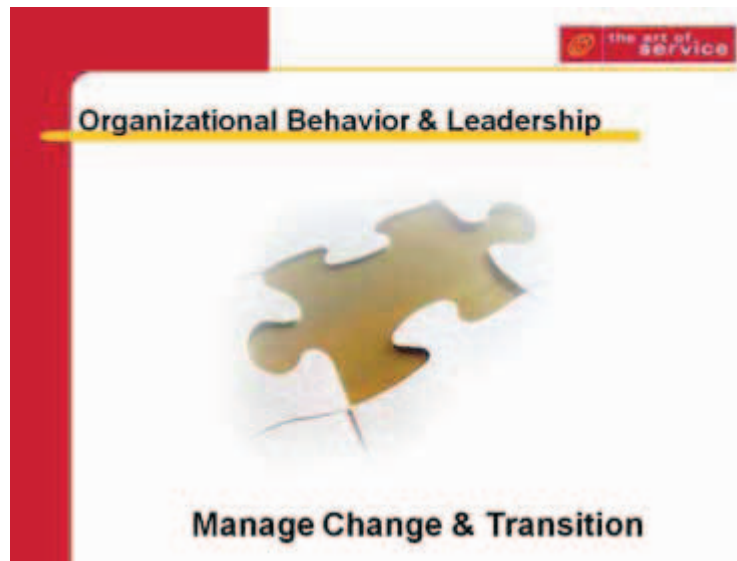 the art of
service
Organizational Behavior & Leadership
Manage Change & Transition